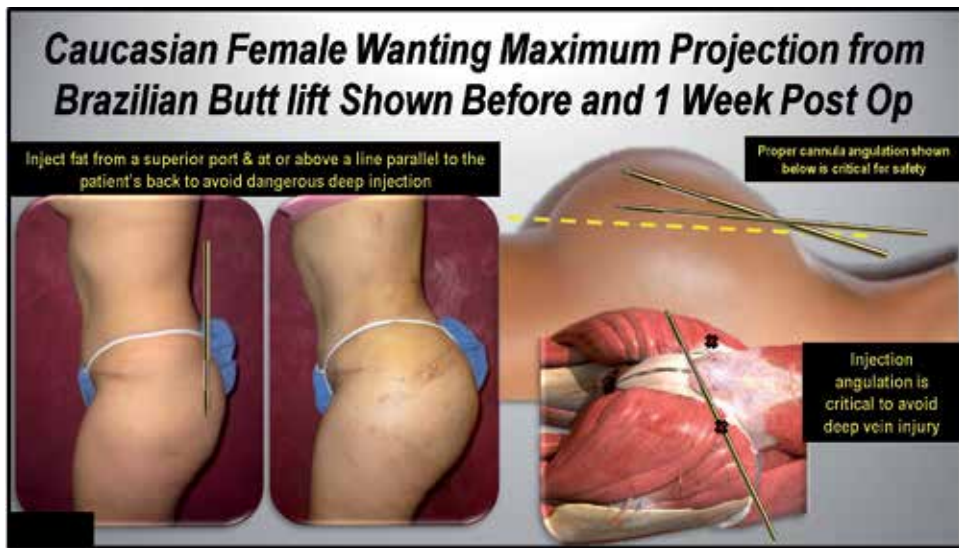 Caucasian Female Wanting Maximum Projection from
Brazilian Butt lift Shown Before and 1 Week Post Op
Inject fat from a superior port & at or above a line parallel to the
patient's back to avoid dangerous deep injection
Proper cannula angulation shown
below is critical for safety
Injection
angulation is
critical to avoid
deep vein injury